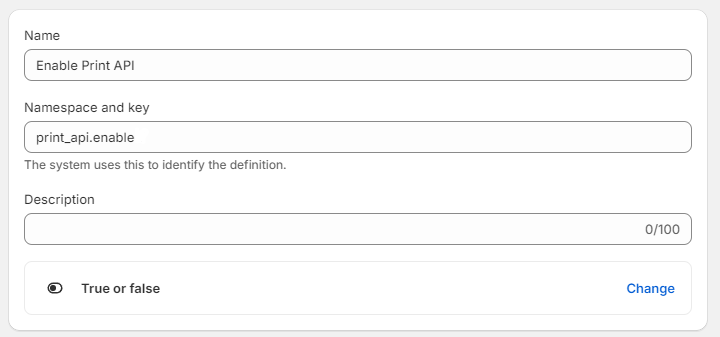 Name
Enable Print API
Namespace and key
print_api.enable
The system uses this to identify the definition.
Description
0/100
True or false Change